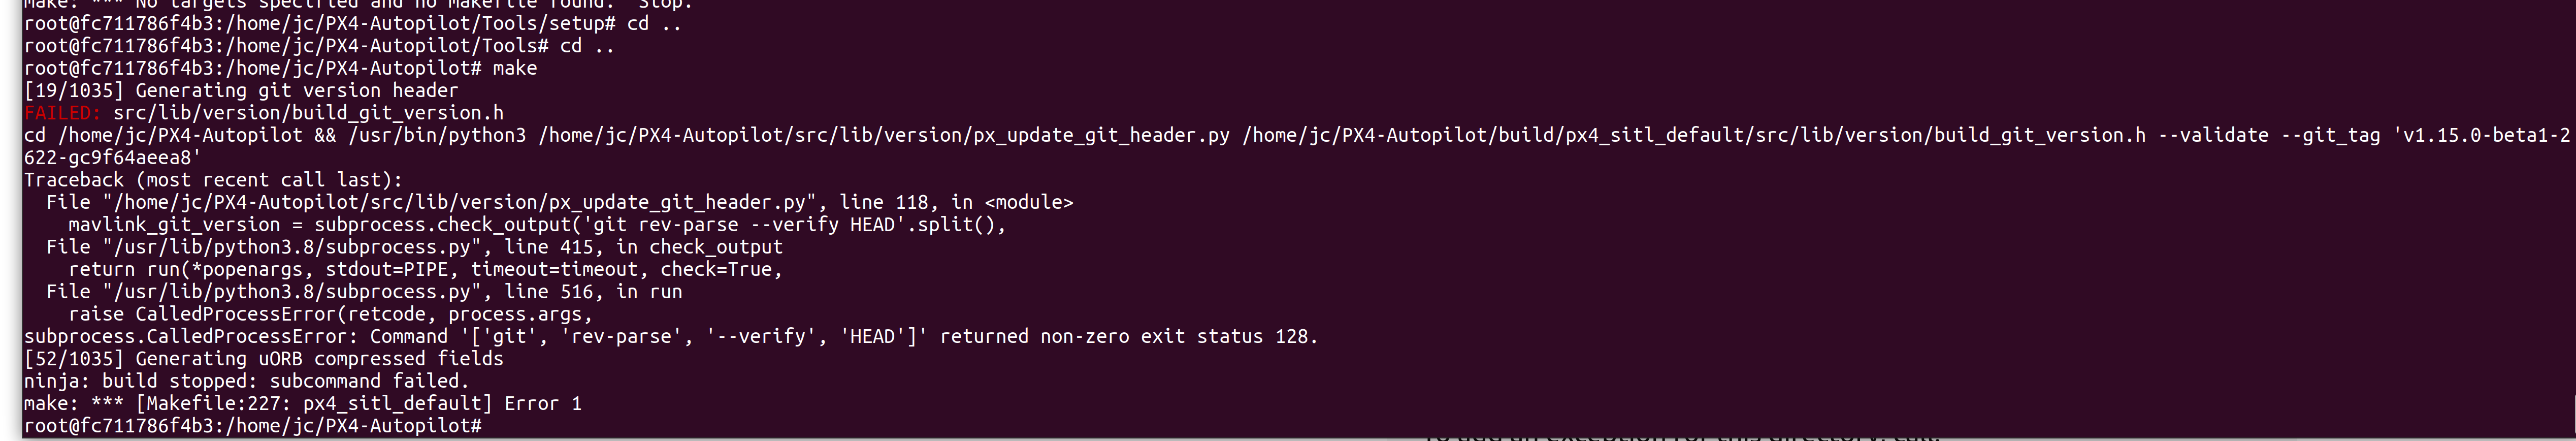 make: *** No targets specified and no makefile found.  Stop.
root@fc711786f4b3:/home/jc/PX4-Autopilot/Tools/setup# cd ..
root@fc711786f4b3:/home/jc/PX4-Autopilot/Tools# cd ..
root@fc711786f4b3:/home/jc/PX4-Autopilot# make
[19/1035] Generating git version header
FAILED: src/lib/version/build_git_version.h
cd /home/jc/PX4-Autopilot && /usr/bin/python3 /home/jc/PX4-Autopilot/src/lib/version/px_update_git_header.py /home/jc/PX4-Autopilot/build/px4_sitl_default/src/lib/version/build_git_version.h --validate --git_tag 'v1.15.0-beta1-2
622-gc9f64aeea8'
Traceback (most recent call last):
  File "/home/jc/PX4-Autopilot/src/lib/version/px_update_git_header.py", line 118, in <module>
    mavlink_git_version = subprocess.check_output('git rev-parse --verify HEAD'.split(),
  File "/usr/lib/python3.8/subprocess.py", line 415, in check_output
    return run(*popenargs, stdout=PIPE, timeout=timeout, check=True,
  File "/usr/lib/python3.8/subprocess.py", line 516, in run
    raise CalledProcessError(retcode, process.args,
subprocess.CalledProcessError: Command '['git', 'rev-parse', '--verify', 'HEAD']' returned non-zero exit status 128.
[52/1035] Generating uORB compressed fields
ninja: build stopped: subcommand failed.
make: *** [Makefile:227: px4_sitl_default] Error 1
root@fc711786f4b3:/home/jc/PX4-Autopilot#